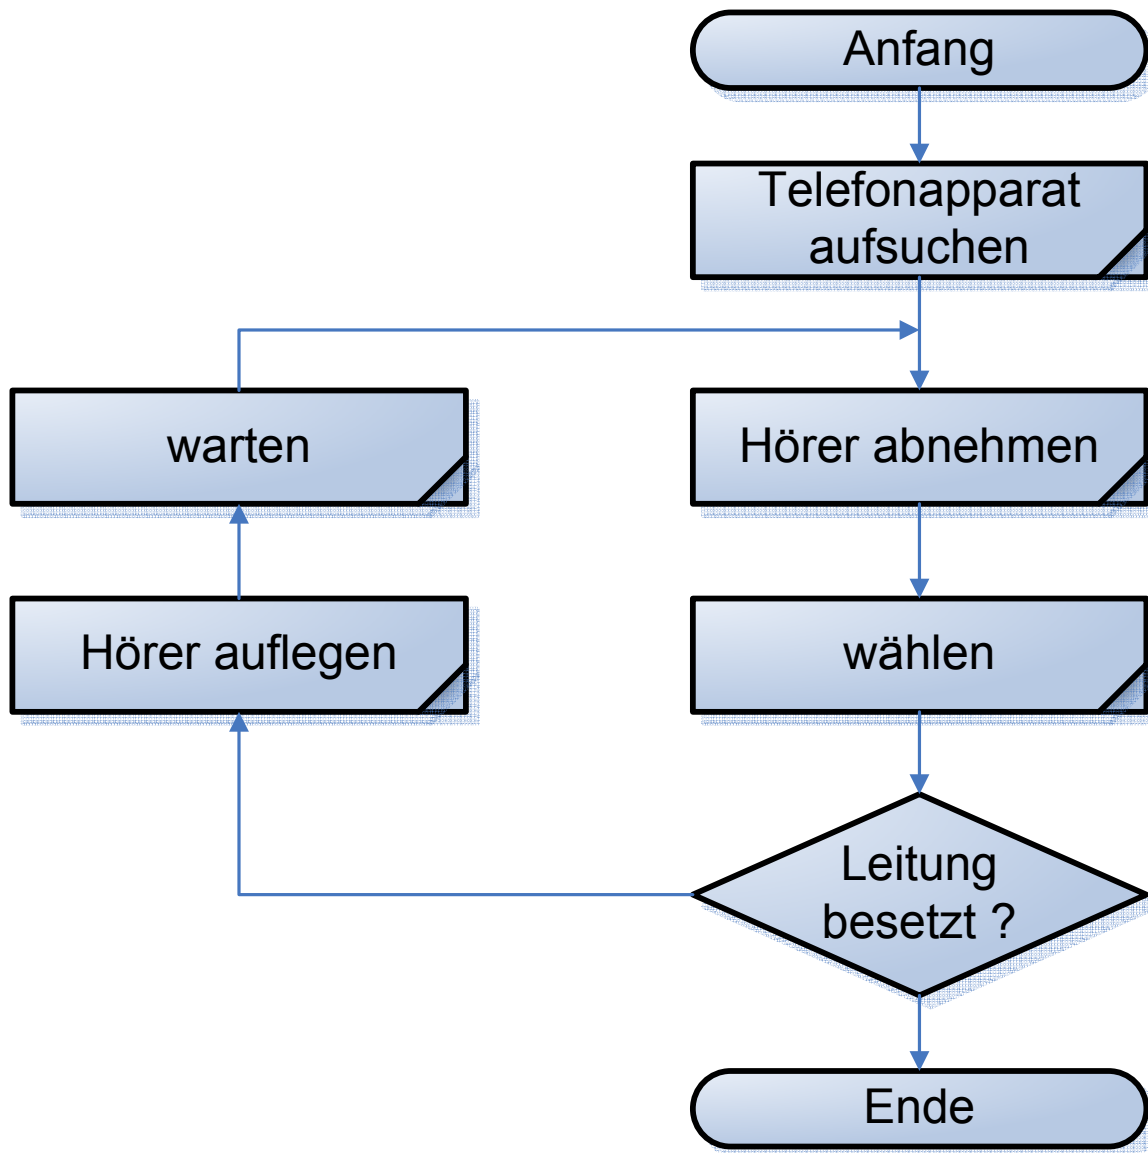 Anfang
Telefonapparat
aufsuchen
warten
Hörer abnehmen
Hörer auflegen
wählen
Leitung
besetzt ?
Ende